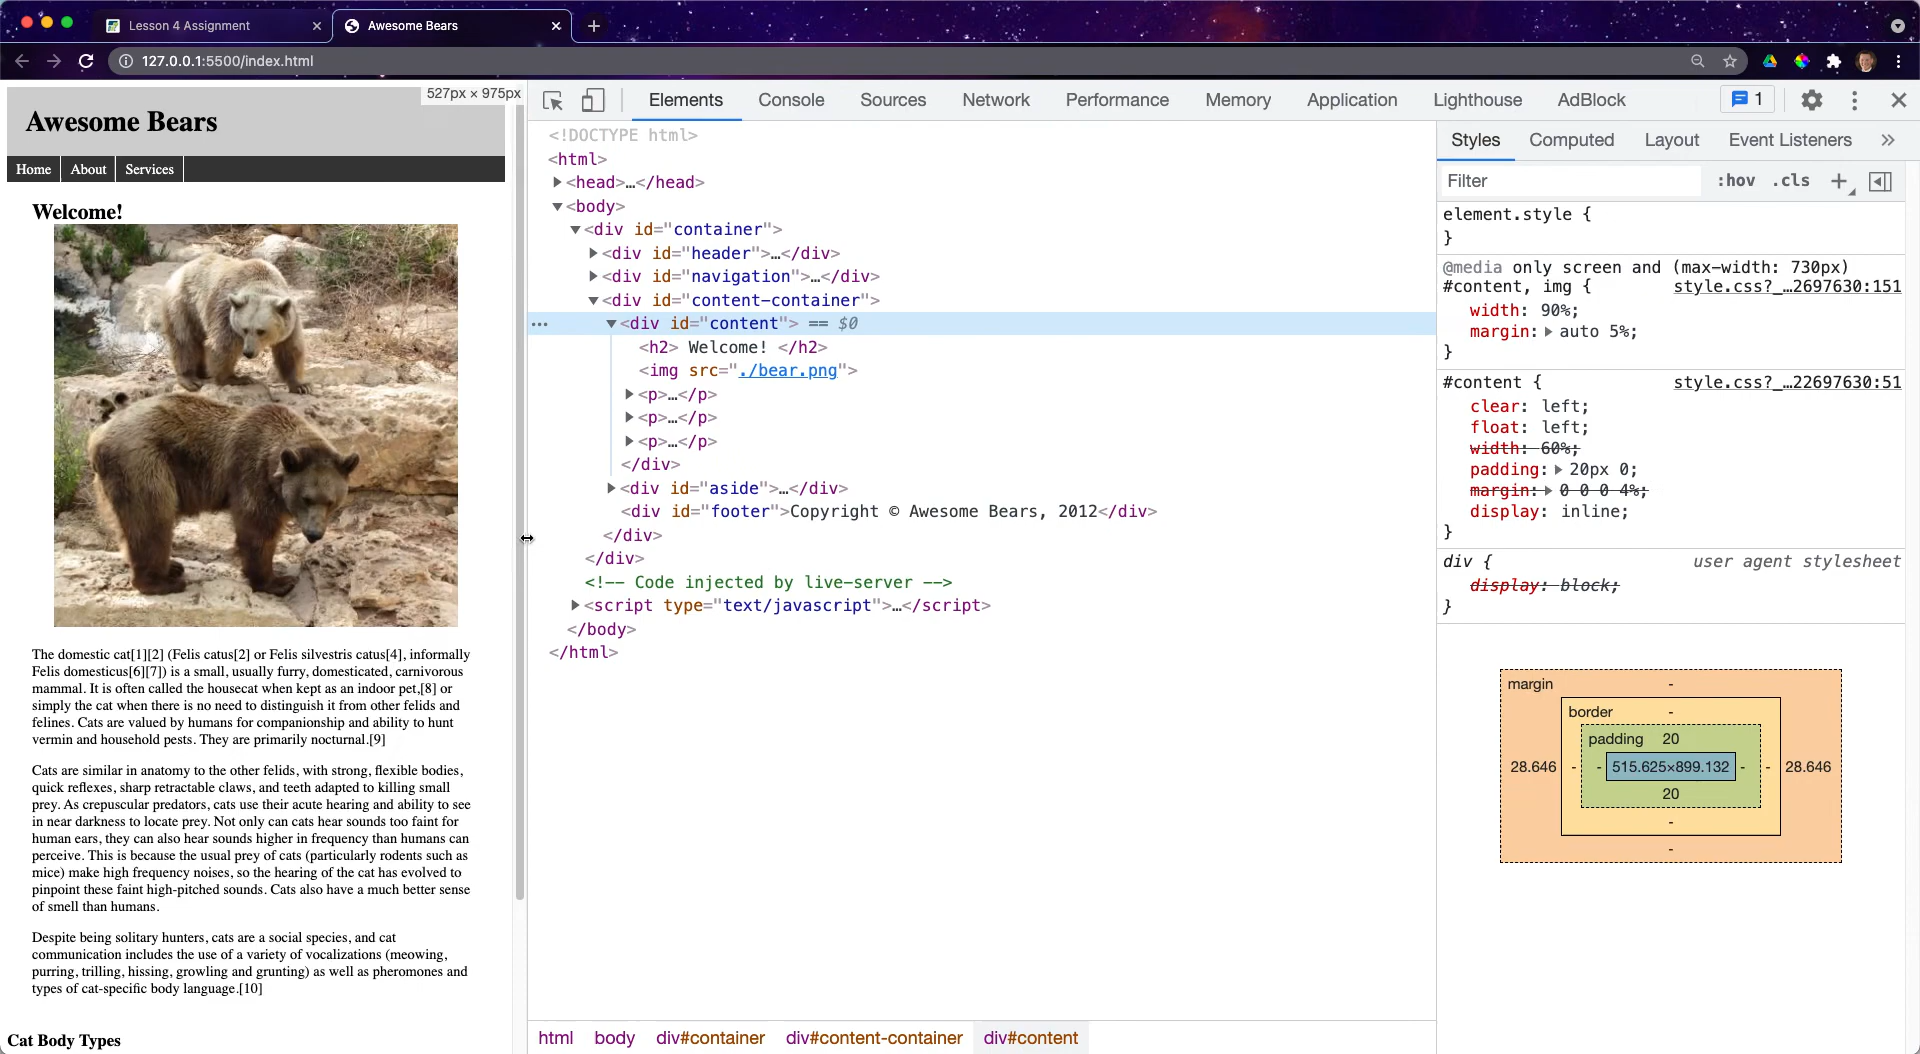 Lesson 4 Assignment
Awesome Bears
127.0.0.1:5500/index.html
527px × 975px
Awesome Bears
Home
About
Services
Welcome!
The domestic cat[1][2] (Felis catus[2] or Felis silvestris catus[4], informally
Felis domesticus[6][7]) is a small, usually furry, domesticated, carnivorous
mammal. It is often called the housecat when kept as an indoor pet,[8] or
simply the cat when there is no need to distinguish it from other felids and
felines. Cats are valued by humans for companionship and ability to hunt
vermin and household pests. They are primarily nocturnal.[9]
Cats are similar in anatomy to the other felids, with strong, flexible bodies,
quick reflexes, sharp retractable claws, and teeth adapted to killing small
prey. As crepuscular predators, cats use their acute hearing and ability to see
in near darkness to locate prey. Not only can cats hear sounds too faint for
human ears, they can also hear sounds higher in frequency than humans can
perceive. This is because the usual prey of cats (particularly rodents such as
mice) make high frequency noises, so the hearing of the cat has evolved to
pinpoint these faint high-pitched sounds. Cats also have a much better sense
of smell than humans.
Despite being solitary hunters, cats are a social species, and cat
communication includes the use of a variety of vocalizations (meowing,
purring, trilling, hissing, growling and grunting) as well as pheromones and
types of cat-specific body language.[10]
Cat Body Types
Elements
Console
Sources
Network
Performance
Memory
Application
Lighthouse
AdBlock
1
<!DOCTYPE html>
<html>
<head>…</head>
<body>
<div id="container">
<div id="header">…</div>
<div id="navigation">…</div>
<div id="content-container">
<div id="content"> == $0
<h2> Welcome! </h2>
<img src="./bear.png">
<p>…</p>
<p>…</p>
<p>…</p>
</div>
<div id="aside">…</div>
<div id="footer">Copyright © Awesome Bears, 2012</div>
</div>
</div>
<!-- Code injected by live-server -->
<script type="text/javascript">…</script>
</body>
</html>
html body div#container div#content-container div#content
Styles
Computed
Layout
Event Listeners
Filter
:hov .cls
element.style {
}
@media only screen and (max-width: 730px)
#content, img { style.css?_…2697630:151
width: 90%;
margin: auto 5%;
}
#content { style.css?_…22697630:51
clear: left;
float: left;
width: 60%;
padding: 20px 0;
margin: 0 0 0 4%;
display: inline;
}
div { user agent stylesheet
display: block;
}
margin -
border -
padding 20
28.646 - - 515.625×899.132 - - 28.646
20
-
-